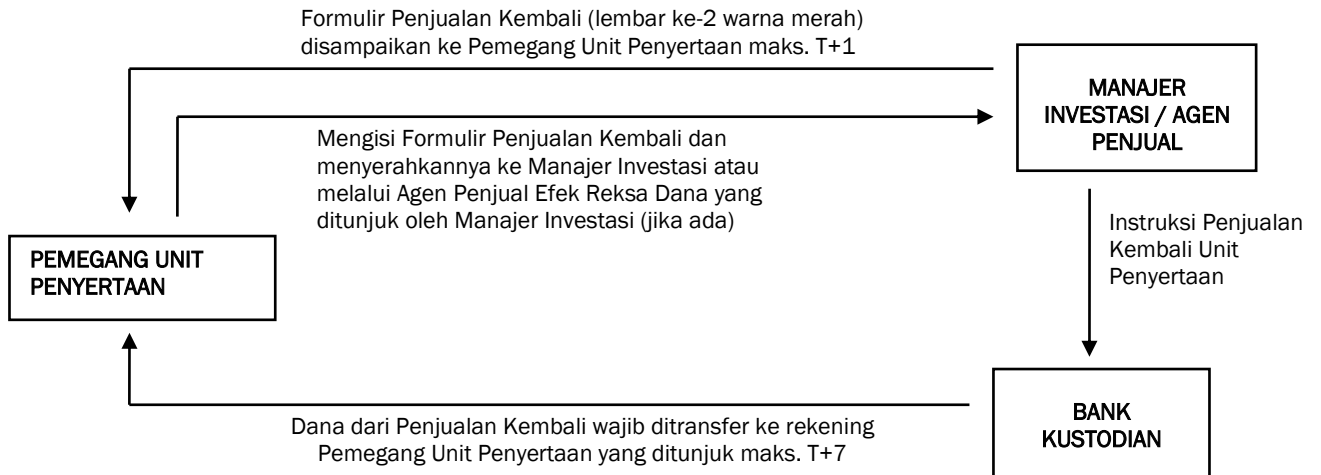 Formulir Penjualan Kembali (lembar ke-2 warna merah)
disampaikan ke Pemegang Unit Penyertaan maks. T+1
MANAJER
INVESTASI / AGEN
PENJUAL
Mengisi Formulir Penjualan Kembali dan
menyerahkannya ke Manajer Investasi atau
melalui Agen Penjual Efek Reksa Dana yang
ditunjuk oleh Manajer Investasi (jika ada)
Instruksi Penjualan
Kembali Unit
Penyertaan
PEMEGANG UNIT
PENYERTAAN
Dana dari Penjualan Kembali wajib ditransfer ke rekening
Pemegang Unit Penyertaan yang ditunjuk maks. T+7
BANK
KUSTODIAN